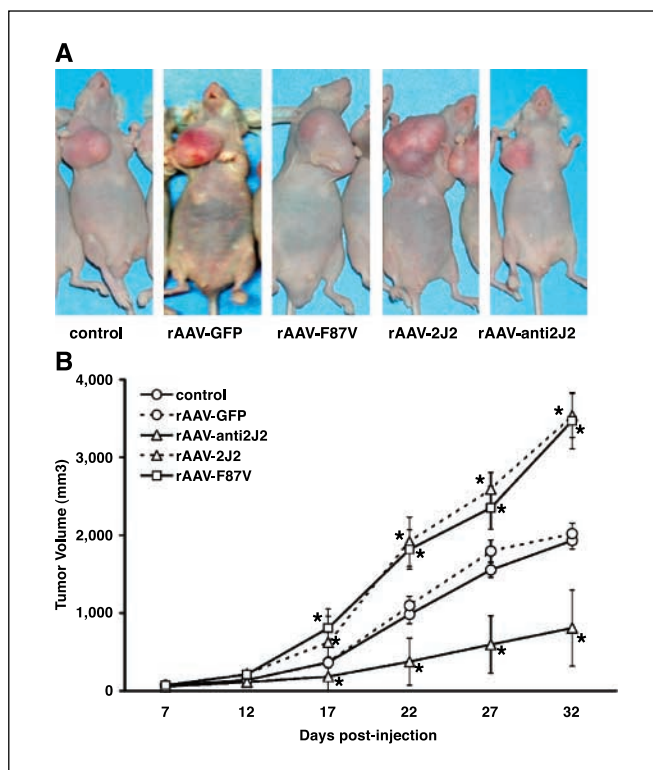 A
control rAAV-GFP rAAV-F87V rAAV-2J2 rAAV-anti2J2
B
4,000
3,000
2,000
1,000
0
Tumor Volume (mm3)
control
rAAV-GFP
rAAV-anti2J2
rAAV-2J2
rAAV-F87V
* * * * * * * * * * * *
7 12 17 22 27 32
Days post-injection